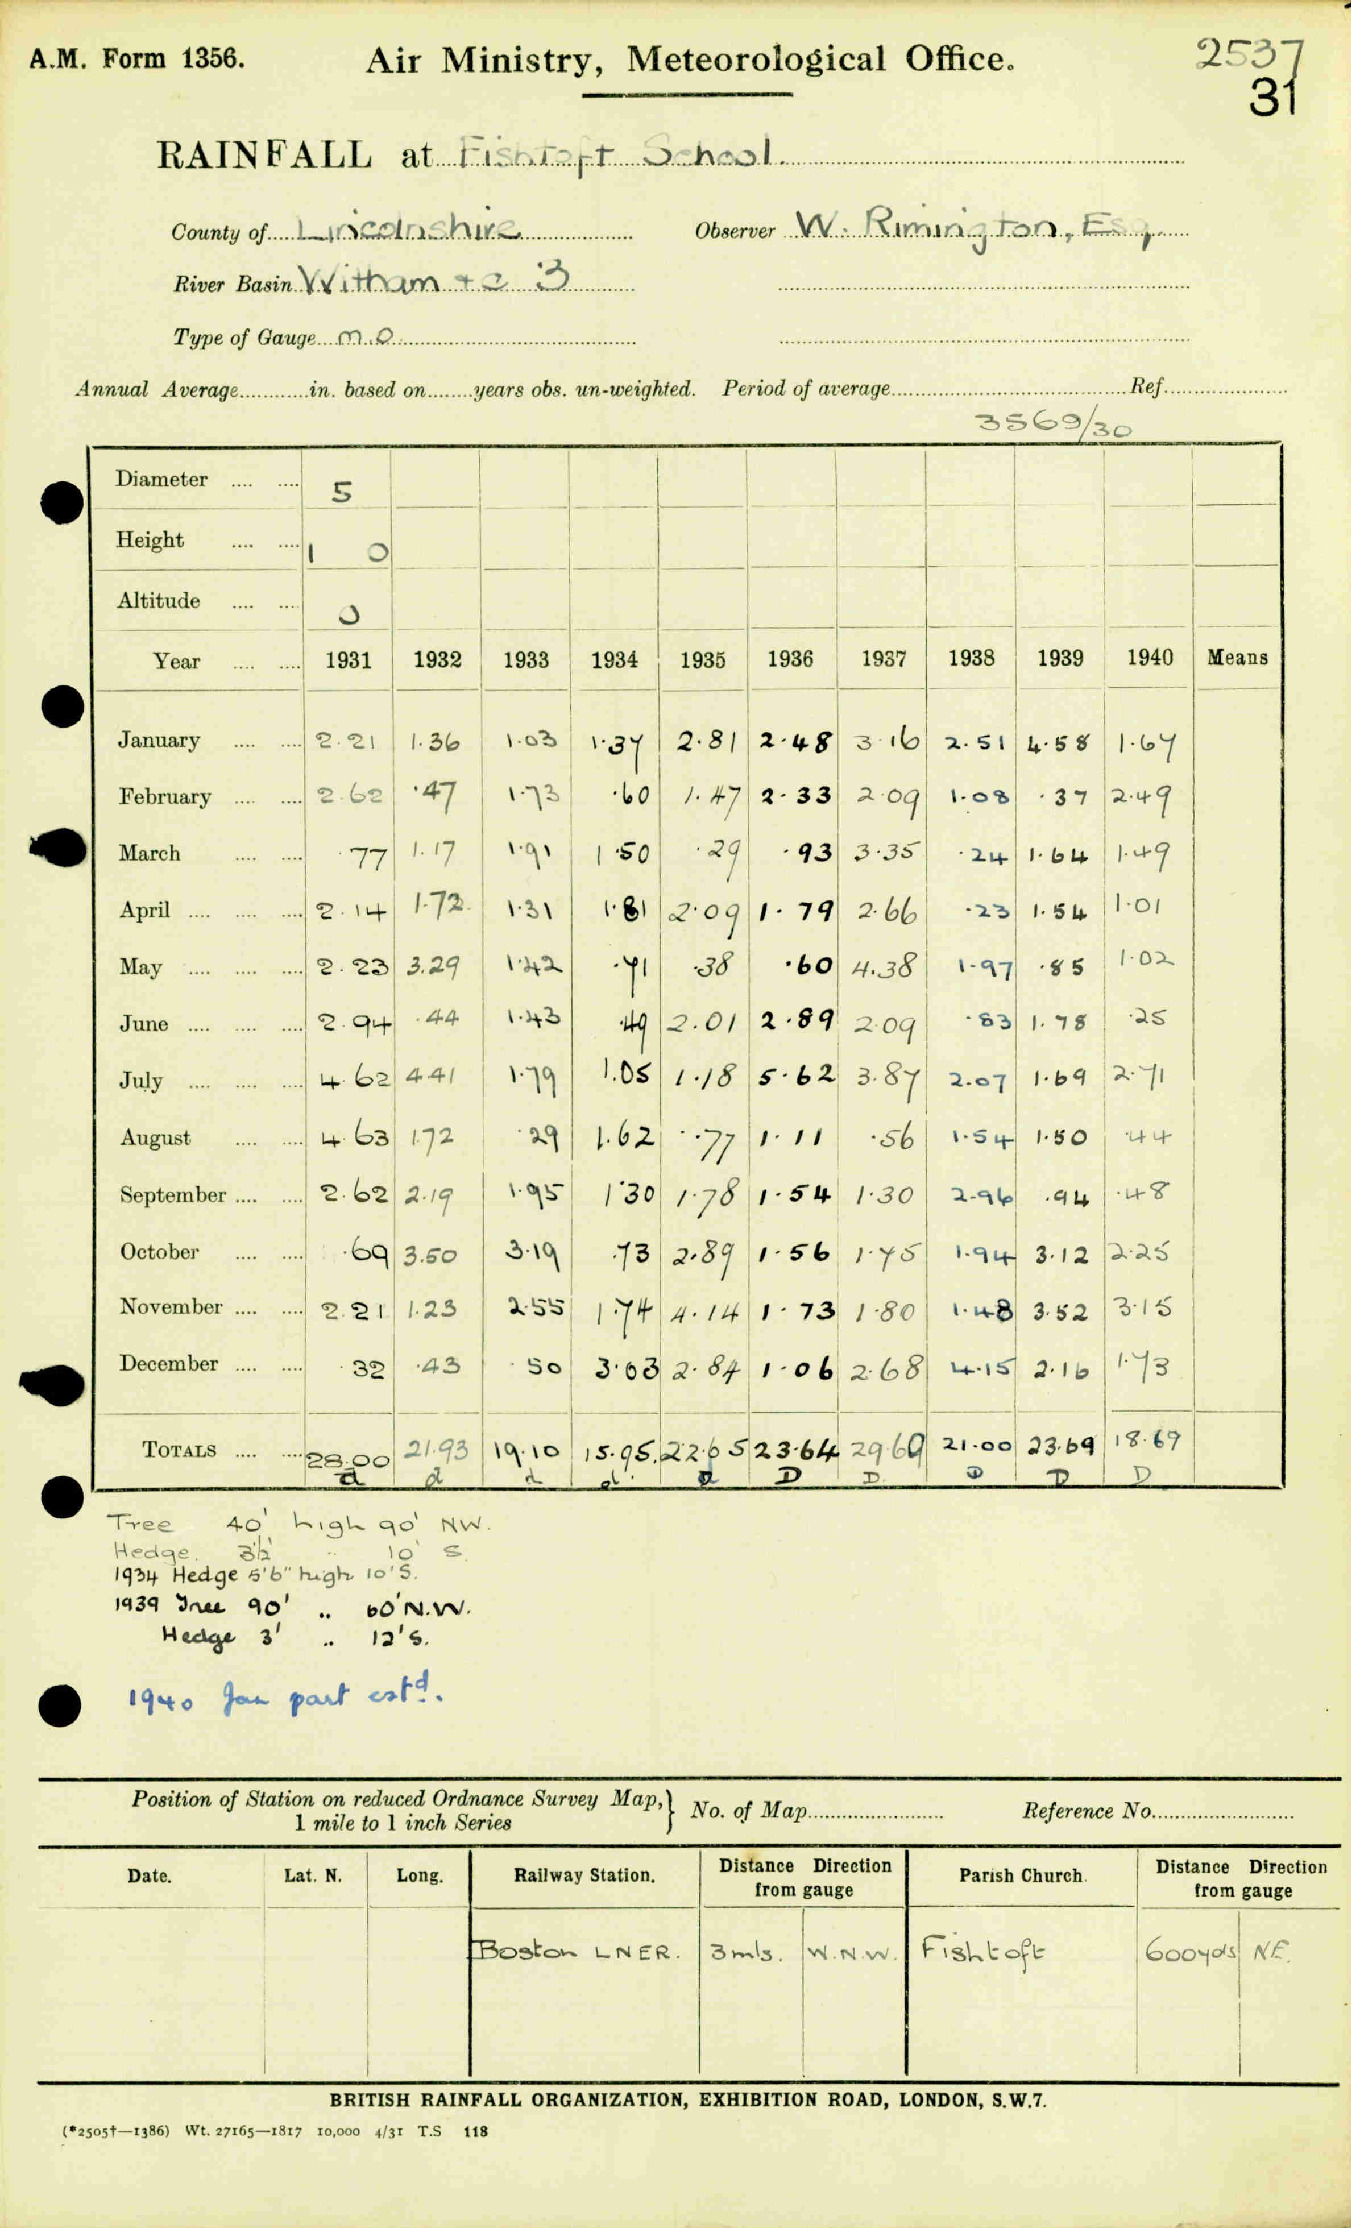 A.M. Form 1356. Air Ministry, Meteorological Office. 2537
31
RAINFALL at Fishtoft School.
County of Lincolnshire Observer W. Rimington, Esq.
River Basin Witham + c 3
Type of Gauge m.o.
Annual Average in. based on years obs. un-weighted. Period of average Ref.
3569/30
Diameter 5
Height 1 0
Altitude 0
Year 1931 1932 1933 1934 1935 1936 1937 1938 1939 1940 Means
January 2.21 1.36 1.03 1.37 2.81 2.48 3.16 2.51 4.58 1.67
February 2.62 .47 1.73 .60 1.47 2.33 2.09 1.08 .37 2.49
March .77 1.17 1.91 1.50 .29 .93 3.35 .24 1.64 1.49
April 2.14 1.72 1.31 1.81 2.09 1.79 2.66 .23 1.54 1.01
May 2.23 3.29 1.42 .71 .38 .60 4.38 1.97 .85 1.02
June 2.94 .44 1.43 .49 2.01 2.89 2.09 .83 1.78 .25
July 4.62 4.41 1.79 1.05 1.18 5.62 3.87 2.07 1.69 2.71
August 4.63 1.72 .29 1.62 .77 1.11 .56 1.54 1.50 .44
September 2.62 2.19 1.95 1.30 1.78 1.54 1.30 2.96 .94 .48
October .69 3.50 3.19 .73 2.89 1.56 1.75 1.94 3.12 2.25
November 2.21 1.23 2.55 1.74 4.14 1.73 1.80 1.48 3.52 3.15
December .32 .43 .50 3.03 2.84 1.06 2.68 4.15 2.16 1.73
TOTALS 28.00 21.93 19.10 15.95 22.65 23.64 29.69 21.00 23.69 18.69
d d d d d D D D D D
Tree 40' high 90' NW.
Hedge. 3½' .. 10' S.
1934 Hedge 5'6" high 10'S.
1939 Tree 90' .. 60'N.W.
Hedge 3' .. 12'S.
1940 Jan part estd.
Position of Station on reduced Ordnance Survey Map,} No. of Map Reference No.
1 mile to 1 inch Series
Date. Lat. N. Long. Railway Station. Distance Direction from gauge Parish Church. Distance Direction from gauge
Boston LNER. 3 mls. W.N.W. Fishtoft 600yds NE.
BRITISH RAINFALL ORGANIZATION, EXHIBITION ROAD, LONDON, S.W.7.
(*2505†—1386) Wt. 27165—1817 10,000 4/31 T.S 118